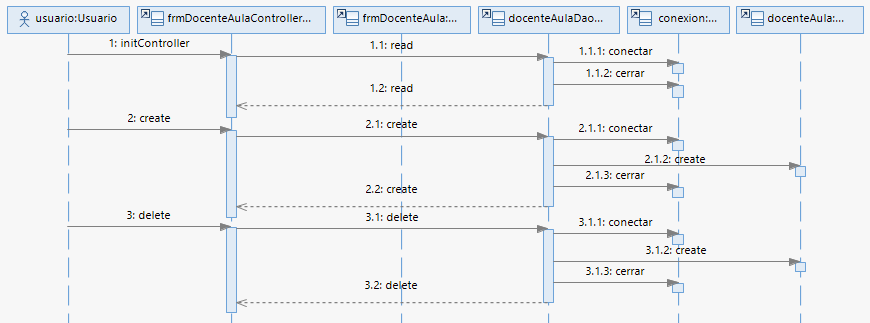 usuario:Usuario
frmDocenteAulaController...
frmDocenteAula:...
docenteAulaDao...
conexion:...
docenteAula:...
1: initController
1.1: read
1.1.1: conectar
1.1.2: cerrar
1.2: read
2: create
2.1: create
2.1.1: conectar
2.1.2: create
2.1.3: cerrar
2.2: create
3: delete
3.1: delete
3.1.1: conectar
3.1.2: create
3.1.3: cerrar
3.2: delete